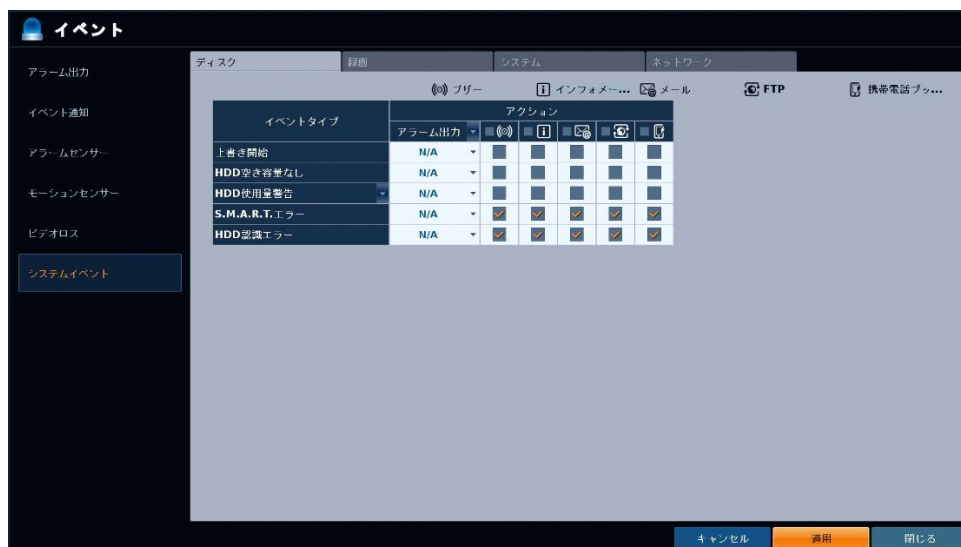 イベント
アラーム出力
イベント通知
アラームセンサー
モーションセンサー
ビデオロス
システムイベント
ディスク 録画 システム ネットワーク
ブザー インフォメー... メール FTP 携帯電話プッ...
イベントタイプ アクション
アラーム出力
上書き開始 N/A
HDD空き容量なし N/A
HDD使用量警告 N/A
S.M.A.R.T.エラー N/A
HDD認識エラー N/A
キャンセル 適用 閉じる